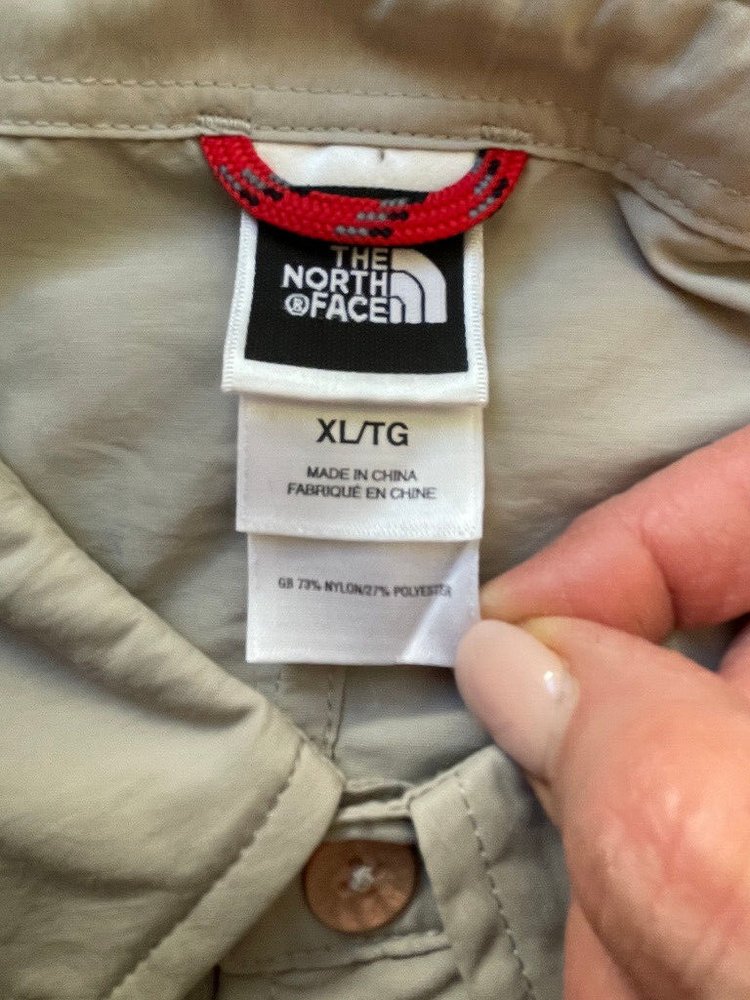 THE
NORTH
®FACE
XL/TG
MADE IN CHINA
FABRIQUÉ EN CHINE
GB 73% NYLON/27% POLYESTER